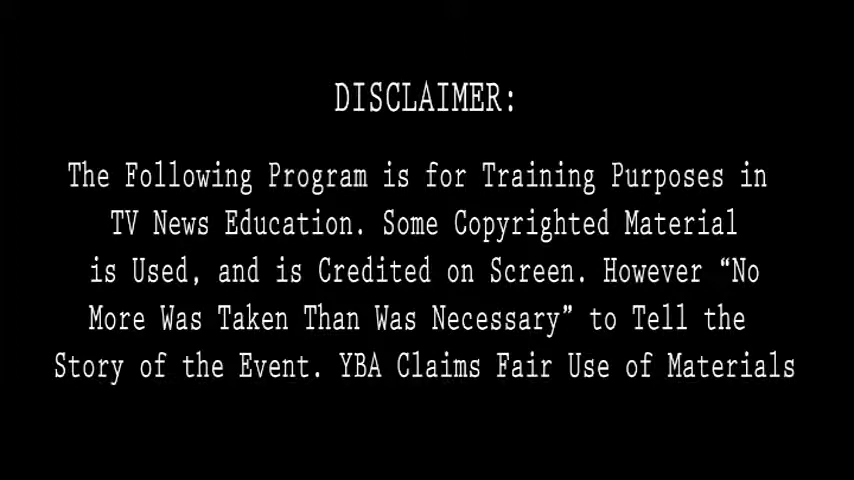 DISCLAIMER:
The Following Program is for Training Purposes in
TV News Education. Some Copyrighted Material
is Used, and is Credited on Screen. However “No
More Was Taken Than Was Necessary” to Tell the
Story of the Event. YBA Claims Fair Use of Materials